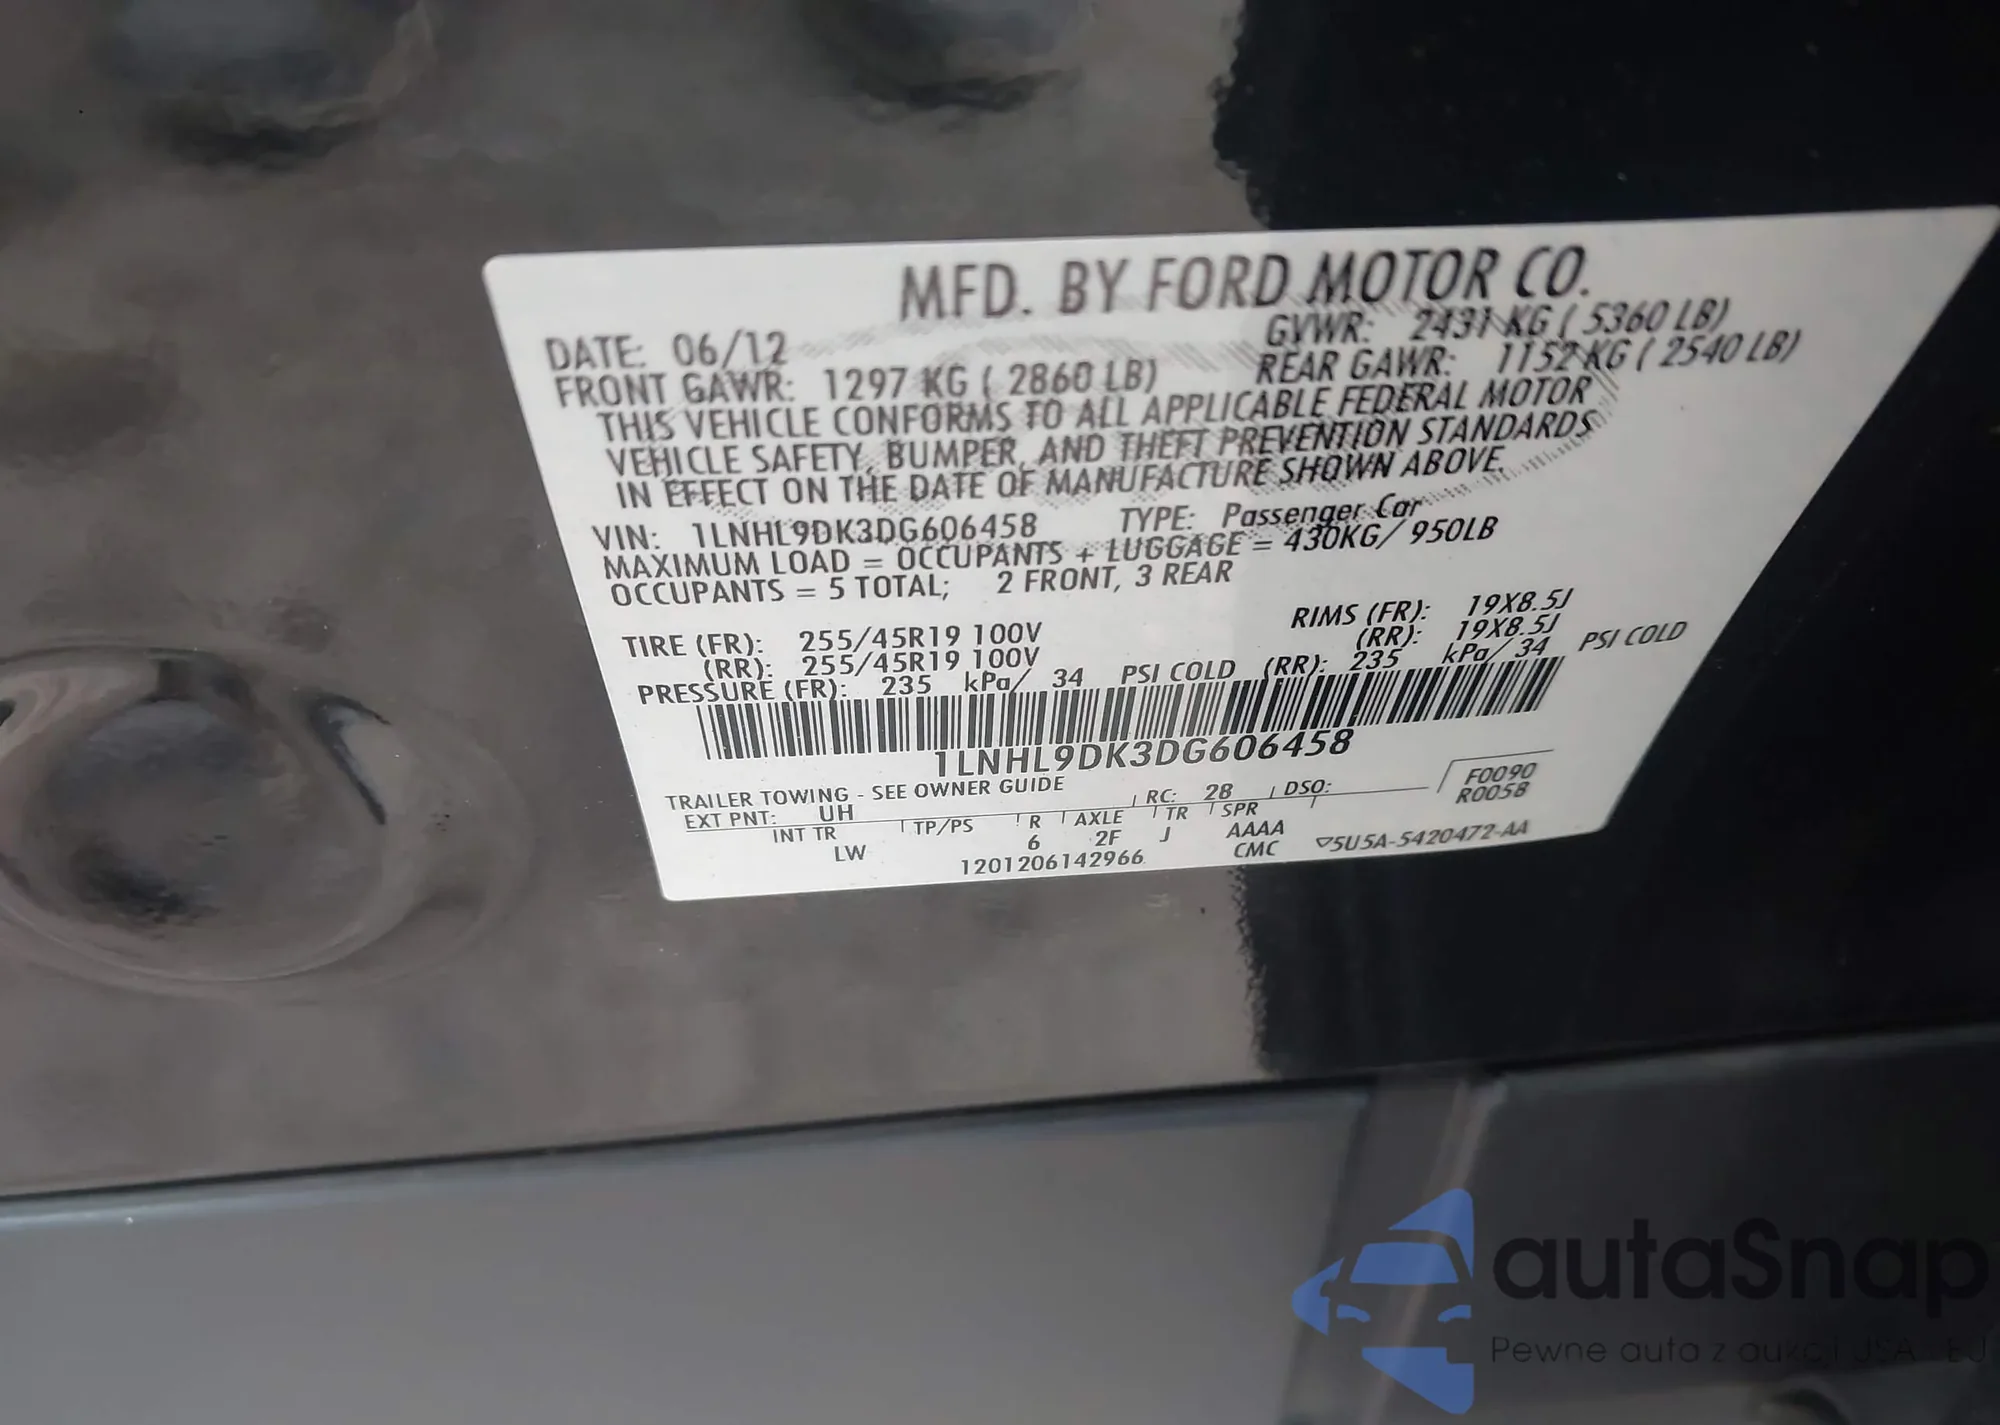 MFD. BY FORD MOTOR CO.
DATE: 06/12 GVWR: 2431 KG ( 5360 LB)
FRONT GAWR: 1297 KG ( 2860 LB) REAR GAWR: 1152 KG ( 2540 LB)
THIS VEHICLE CONFORMS TO ALL APPLICABLE FEDERAL MOTOR
VEHICLE SAFETY, BUMPER, AND THEFT PREVENTION STANDARDS
IN EFFECT ON THE DATE OF MANUFACTURE SHOWN ABOVE.
VIN: 1LNHL9DK3DG606458 TYPE: Passenger Car
MAXIMUM LOAD = OCCUPANTS + LUGGAGE = 430KG/ 950LB
OCCUPANTS = 5 TOTAL; 2 FRONT, 3 REAR
TIRE (FR): 255/45R19 100V RIMS (FR): 19X8.5J
(RR): 255/45R19 100V (RR): 19X8.5J
PRESSURE (FR): 235 kPa/ 34 PSI COLD (RR): 235 kPa/ 34 PSI COLD
1LNHL9DK3DG606458
TRAILER TOWING - SEE OWNER GUIDE
EXT PNT: UH RC: 28 DSO: F0090
R0058
INT TR TP/PS R AXLE TR SPR
LW 6 2F J AAAA
1201206142966 CMC ▽5U5A-5420472-AA
autaSnap
Pewne auta z aukcji USA EU